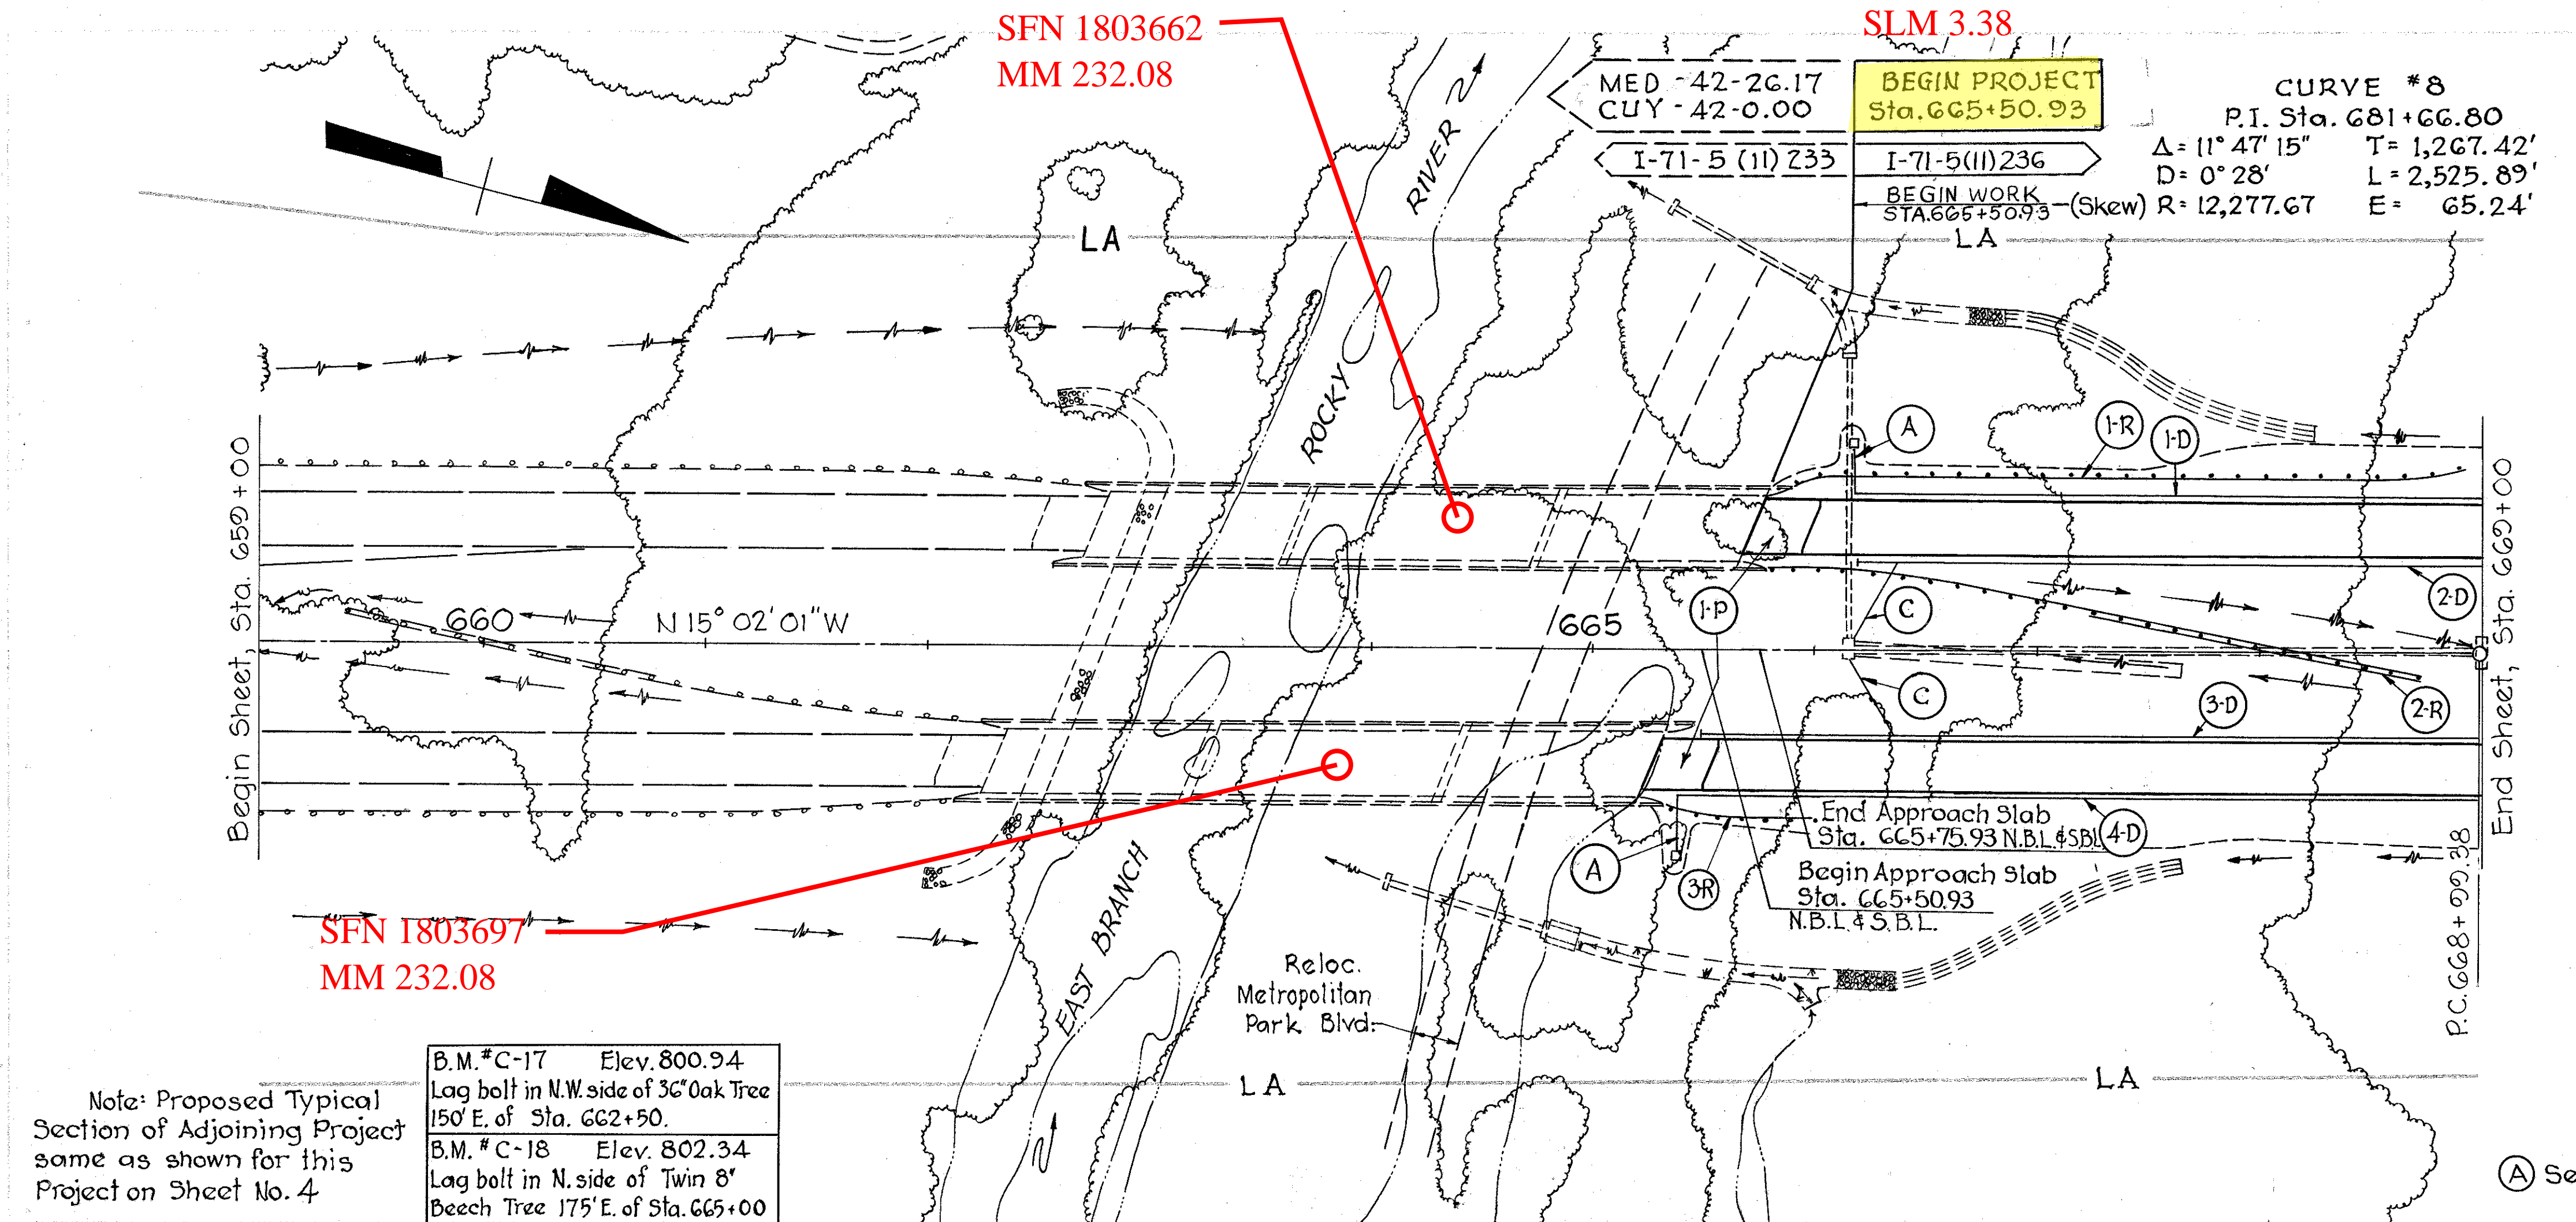 SFN 1803662
MM 232.08
SLM 3.38
MED - 42-26.17
CUY - 42-0.00
BEGIN PROJECT
Sta. 665+50.93
I-71-5 (11) 233
I-71-5(11)236
BEGIN WORK
STA.665+50.93 (Skew)
CURVE #8
P.I. Sta. 681+66.80
Δ = 11° 47' 15" T = 1,267.42'
D = 0° 28' L = 2,525.89'
R = 12,277.67 E = 65.24'
LA
LA
RIVER
ROCKY
Begin Sheet, Sta. 659+00
A
1-R
1-D
End Sheet, Sta. 669+00
660
N 15° 02' 01" W
665
1-P
C
2-D
C
3-D
2-R
End Approach Slab
Sta. 665+75.93 N.B.L.&S.B.L.
4-D
Begin Approach Slab
Sta. 665+50.93
N.B.L. & S.B.L.
A
3R
P.C. 668+99.38
SFN 1803697
MM 232.08
EAST BRANCH
Reloc.
Metropolitan
Park Blvd.
LA
LA
Note: Proposed Typical
Section of Adjoining Project
same as shown for this
Project on Sheet No. 4
B.M. #C-17 Elev. 800.94
Lag bolt in N.W. side of 36" Oak Tree
150' E. of Sta. 662+50.
B.M. #C-18 Elev. 802.34
Lag bolt in N. side of Twin 8"
Beech Tree 175' E. of Sta. 665+00
A Se